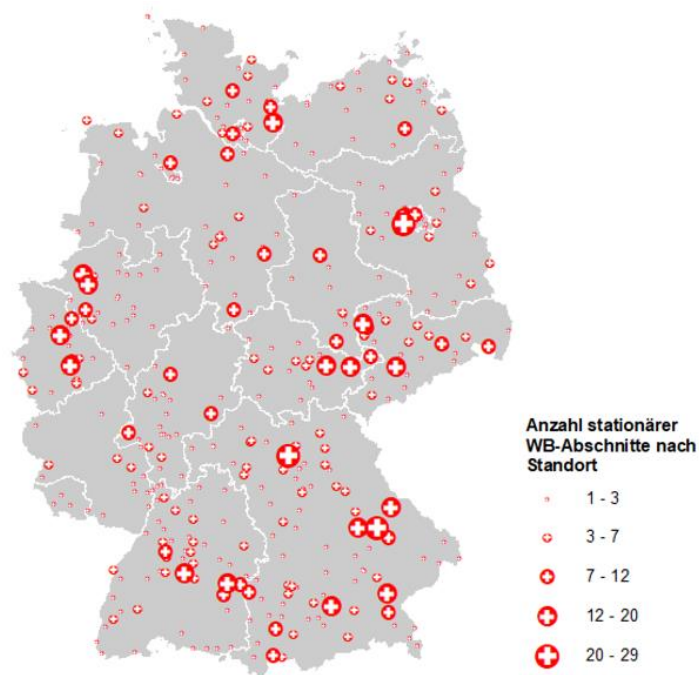 Anzahl stationärer
WB-Abschnitte nach
Standort
1 - 3
3 - 7
7 - 12
12 - 20
20 - 29